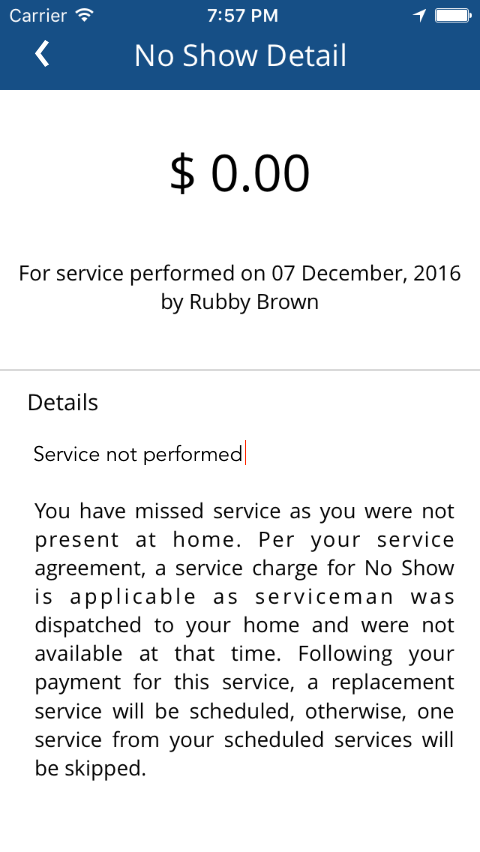 Carrier 7:57 PM
No Show Detail
$ 0.00
For service performed on 07 December, 2016
by Rubby Brown
Details
Service not performed
You have missed service as you were not
present at home. Per your service
agreement, a service charge for No Show
is applicable as serviceman was
dispatched to your home and were not
available at that time. Following your
payment for this service, a replacement
service will be scheduled, otherwise, one
service from your scheduled services will
be skipped.